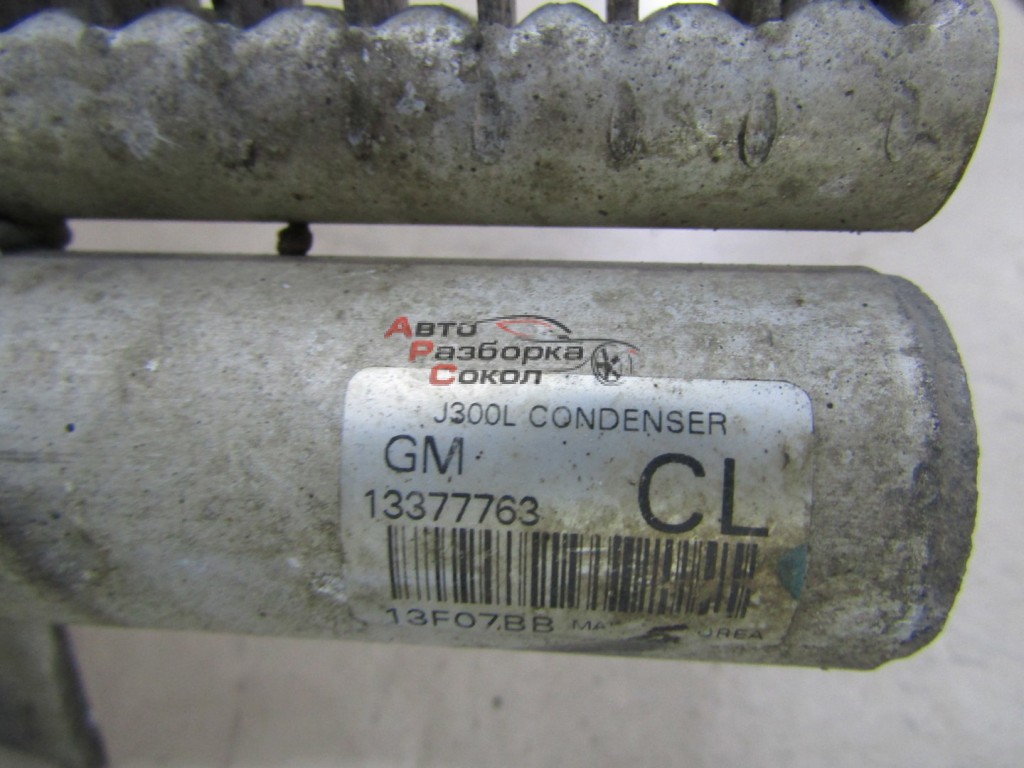 Авто
Разборка
Сокол
J300L CONDENSER
GM
CL
13377763
13F07BB